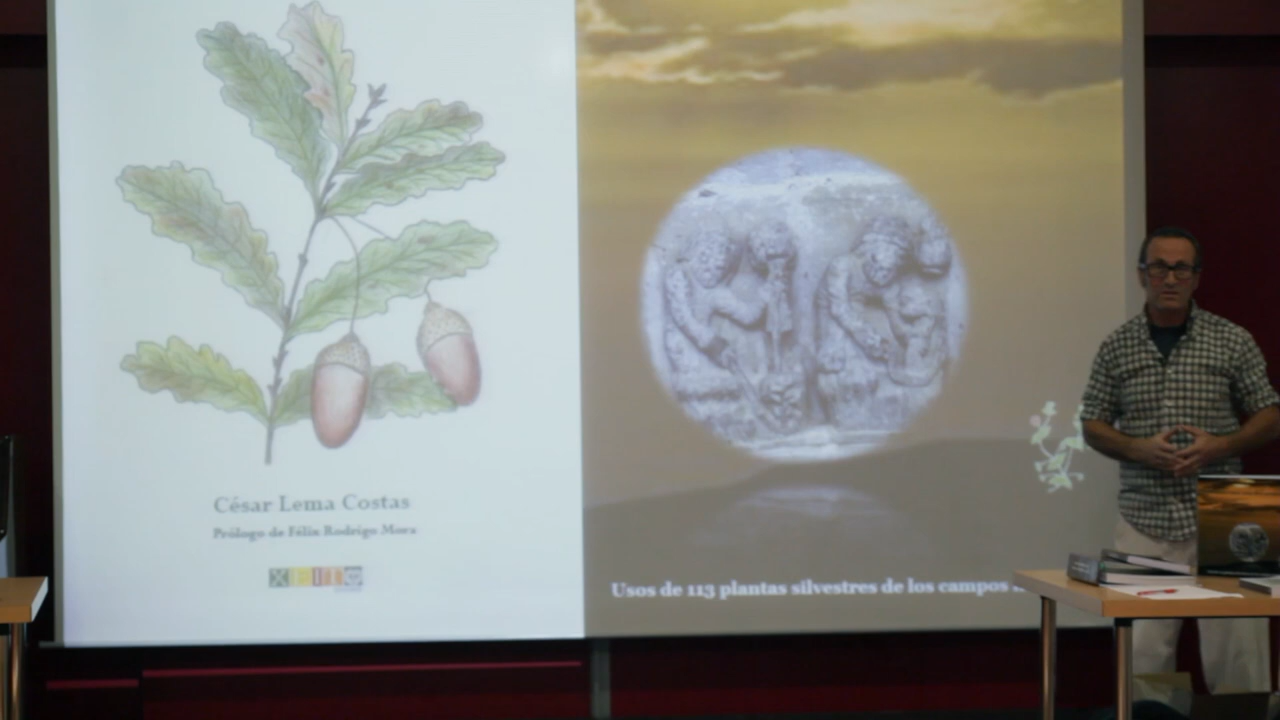 César Lema Costas
Prólogo de Félix Rodrigo Mora
Usos de 113 plantas silvestres de los campos